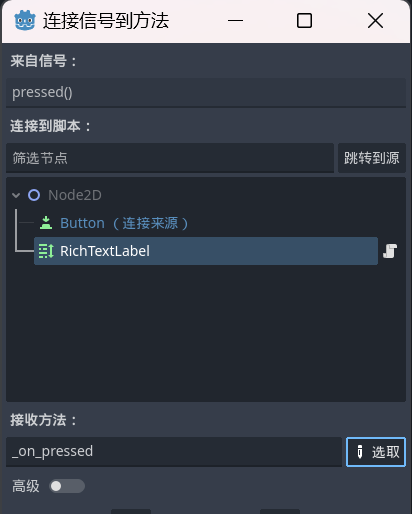 连接信号到方法
来自信号：
pressed()
连接到脚本：
筛选节点
跳转到源
Node2D
Button （连接来源）
RichTextLabel
接收方法：
_on_pressed
选取
高级